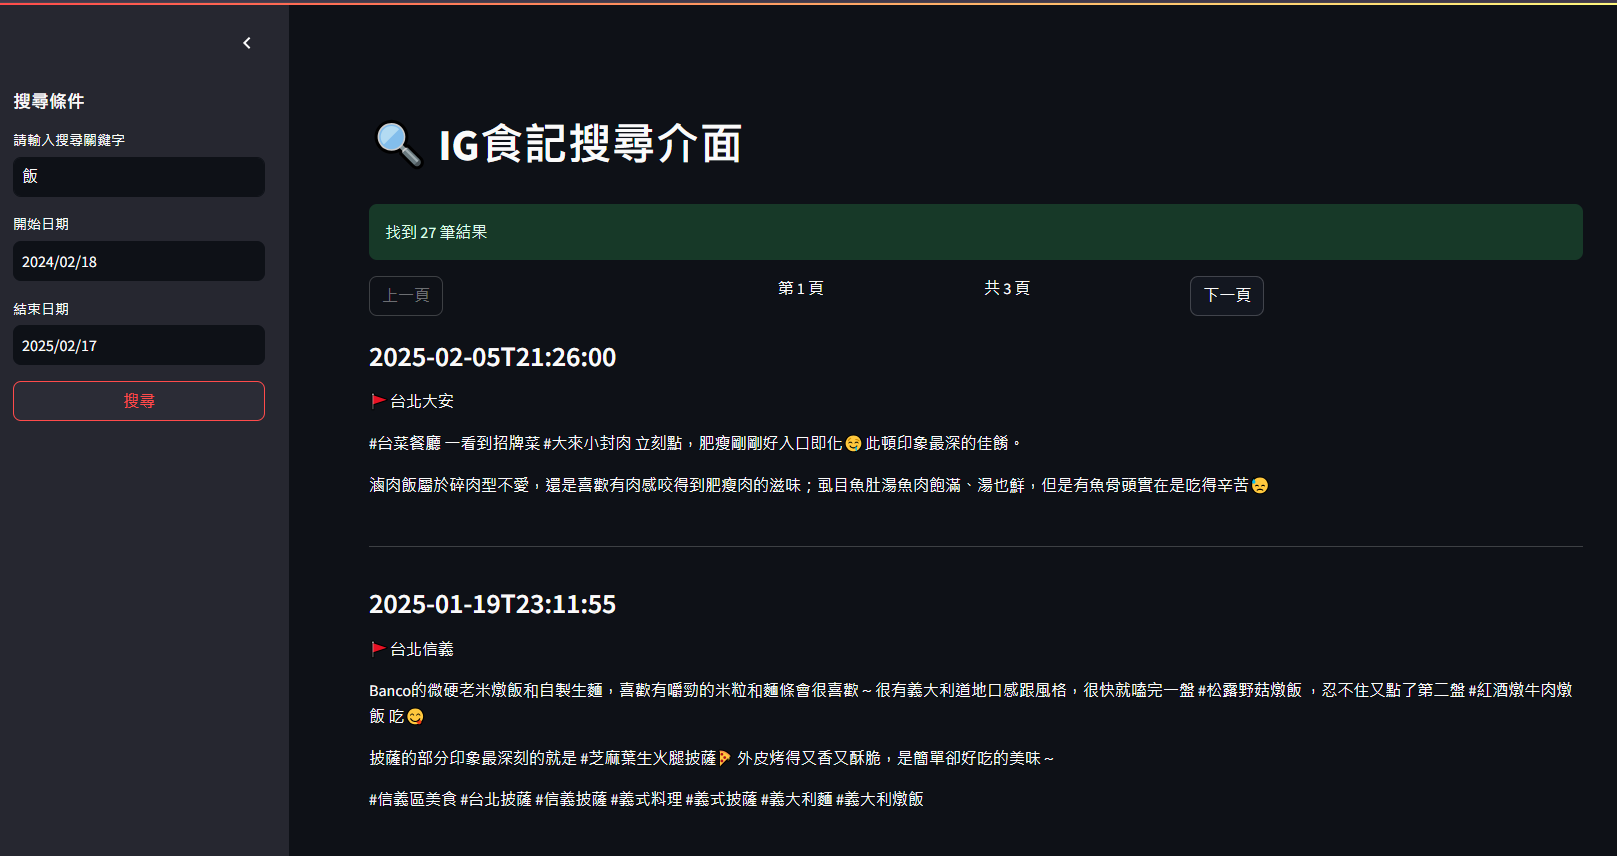 搜尋條件
請輸入搜尋關鍵字
飯
開始日期
2024/02/18
結束日期
2025/02/17
搜尋
🔍 IG食記搜尋介面
找到 27 筆結果
上一頁
第 1 頁
共 3 頁
下一頁
2025-02-05T21:26:00
🚩 台北大安
#台菜餐廳 一看到招牌菜 #大來小封肉 立刻點，肥瘦剛剛好入口即化🤤 此頓印象最深的佳餚。
滷肉飯屬於碎肉型不愛，還是喜歡有肉感咬得到肥瘦肉的滋味；虱目魚肚湯魚肉飽滿、湯也鮮，但是有魚骨頭實在是吃得辛苦😓
2025-01-19T23:11:55
🚩 台北信義
Banco的微硬老米燉飯和自製生麵，喜歡有嚼勁的米粒和麵條會很喜歡～很有義大利道地口感跟風格，很快就嗑完一盤 #松露野菇燉飯 ，忍不住又點了第二盤 #紅酒燉牛肉燉
飯 吃😋
披薩的部分印象最深刻的就是 #芝麻葉生火腿披薩🍕 外皮烤得又香又酥脆，是簡單卻好吃的美味～
#信義區美食 #台北披薩 #信義披薩 #義式料理 #義式披薩 #義大利麵 #義大利燉飯